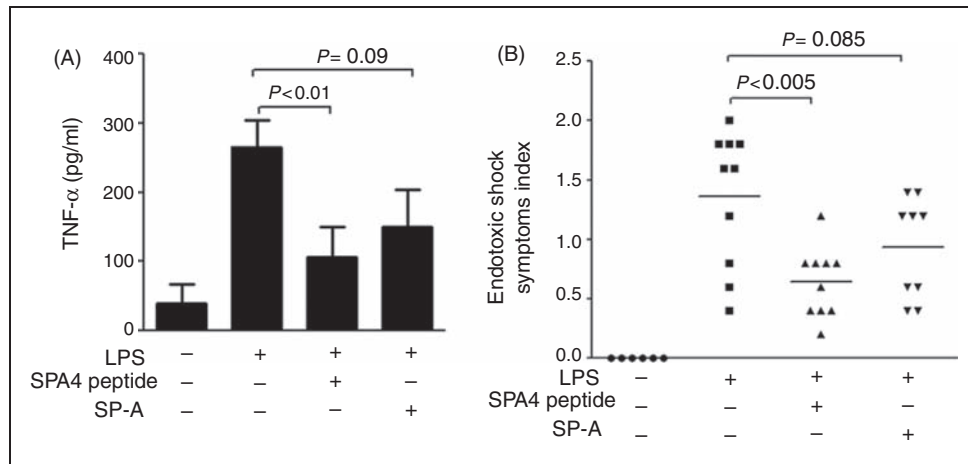 (A)
TNF-α (pg/ml)
400
300
200
100
0
P= 0.09
P<0.01
LPS – + + +
SPA4 peptide – – + –
SP-A – – – +
(B)
Endotoxic shock
symptoms index
2.5
2.0
1.5
1.0
0.5
0.0
P= 0.085
P<0.005
LPS – + + +
SPA4 peptide – – + –
SP-A – – – +